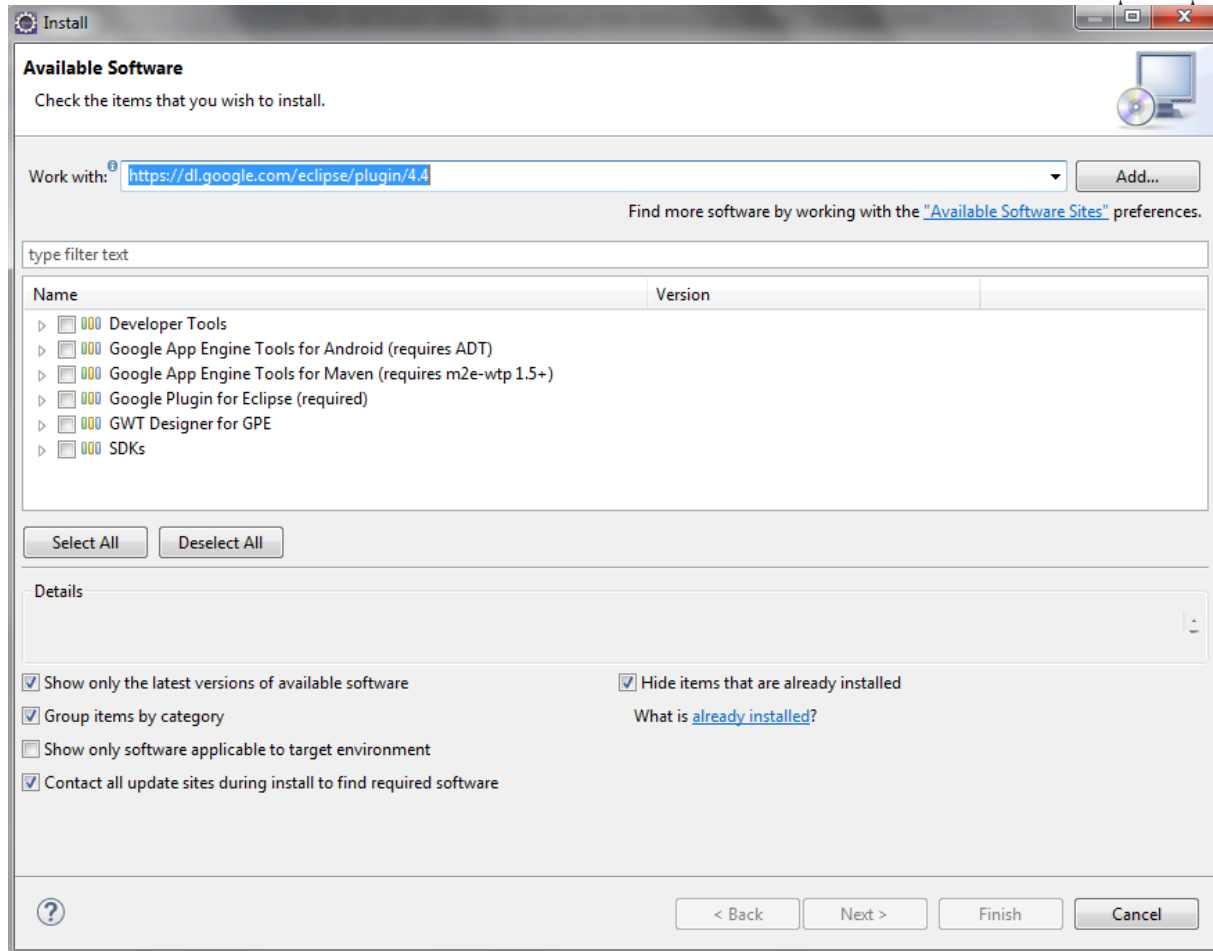 Install
Available Software
Check the items that you wish to install.
Work with: https://dl.google.com/eclipse/plugin/4.4 Add...
Find more software by working with the "Available Software Sites" preferences.
type filter text
Name Version
Developer Tools
Google App Engine Tools for Android (requires ADT)
Google App Engine Tools for Maven (requires m2e-wtp 1.5+)
Google Plugin for Eclipse (required)
GWT Designer for GPE
SDKs
Select All Deselect All
Details
Show only the latest versions of available software Hide items that are already installed
Group items by category What is already installed?
Show only software applicable to target environment
Contact all update sites during install to find required software
? < Back Next > Finish Cancel